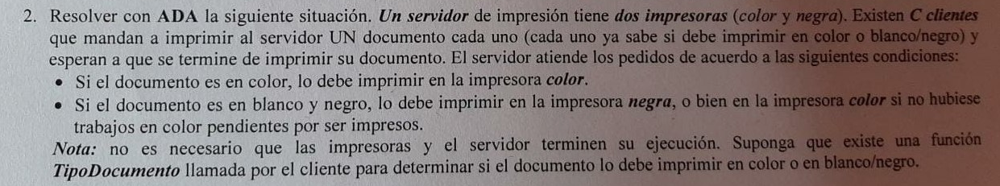 2. Resolver con ADA la siguiente situación. Un servidor de impresión tiene dos impresoras (color y negra). Existen C clientes
que mandan a imprimir al servidor UN documento cada uno (cada uno ya sabe si debe imprimir en color o blanco/negro) y
esperan a que se termine de imprimir su documento. El servidor atiende los pedidos de acuerdo a las siguientes condiciones:
• Si el documento es en color, lo debe imprimir en la impresora color.
• Si el documento es en blanco y negro, lo debe imprimir en la impresora negra, o bien en la impresora color si no hubiese
trabajos en color pendientes por ser impresos.
Nota: no es necesario que las impresoras y el servidor terminen su ejecución. Suponga que existe una función
TipoDocumento llamada por el cliente para determinar si el documento lo debe imprimir en color o en blanco/negro.